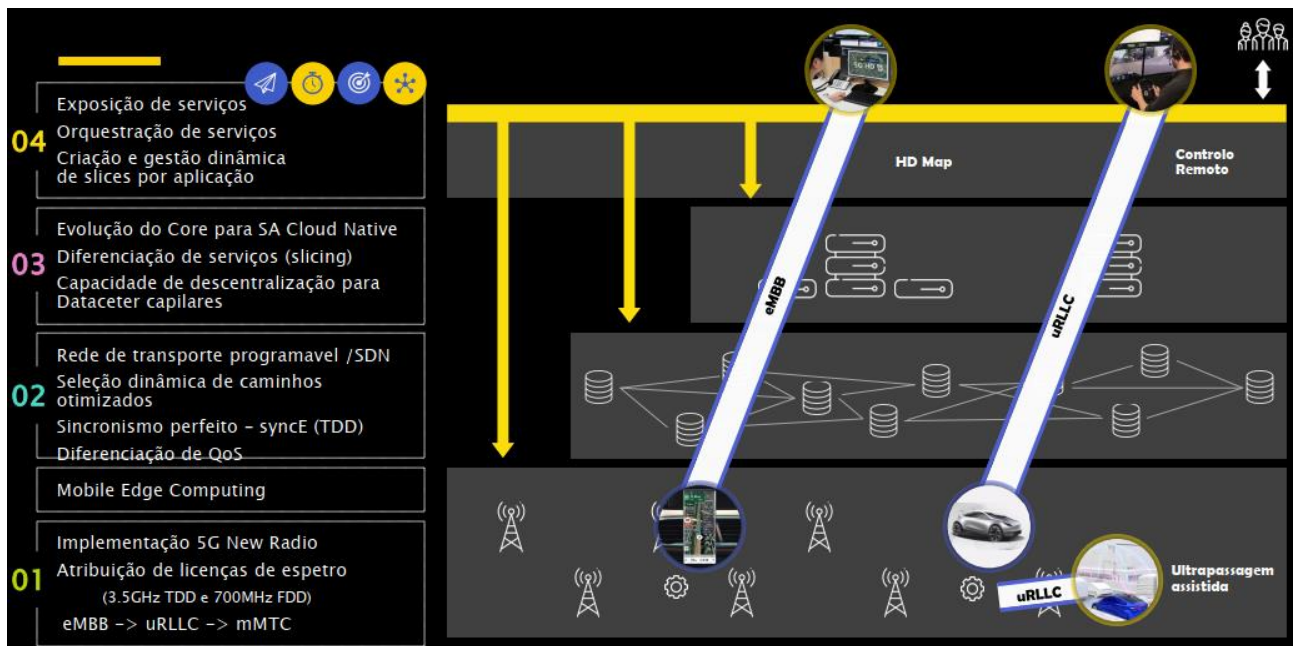 04
Exposição de serviços
Orquestração de serviços
Criação e gestão dinâmica
de slices por aplicação
03
Evolução do Core para SA Cloud Native
Diferenciação de serviços (slicing)
Capacidade de descentralização para
Dataceter capilares
02
Rede de transporte programavel /SDN
Seleção dinâmica de caminhos
otimizados
Sincronismo perfeito – syncE (TDD)
Diferenciação de QoS
Mobile Edge Computing
01
Implementação 5G New Radio
Atribuição de licenças de espetro
(3.5GHz TDD e 700MHz FDD)
eMBB -> uRLLC -> mMTC
HD Map
Controlo
Remoto
eMBB
uRLLC
uRLLC
Ultrapassagem
assistida